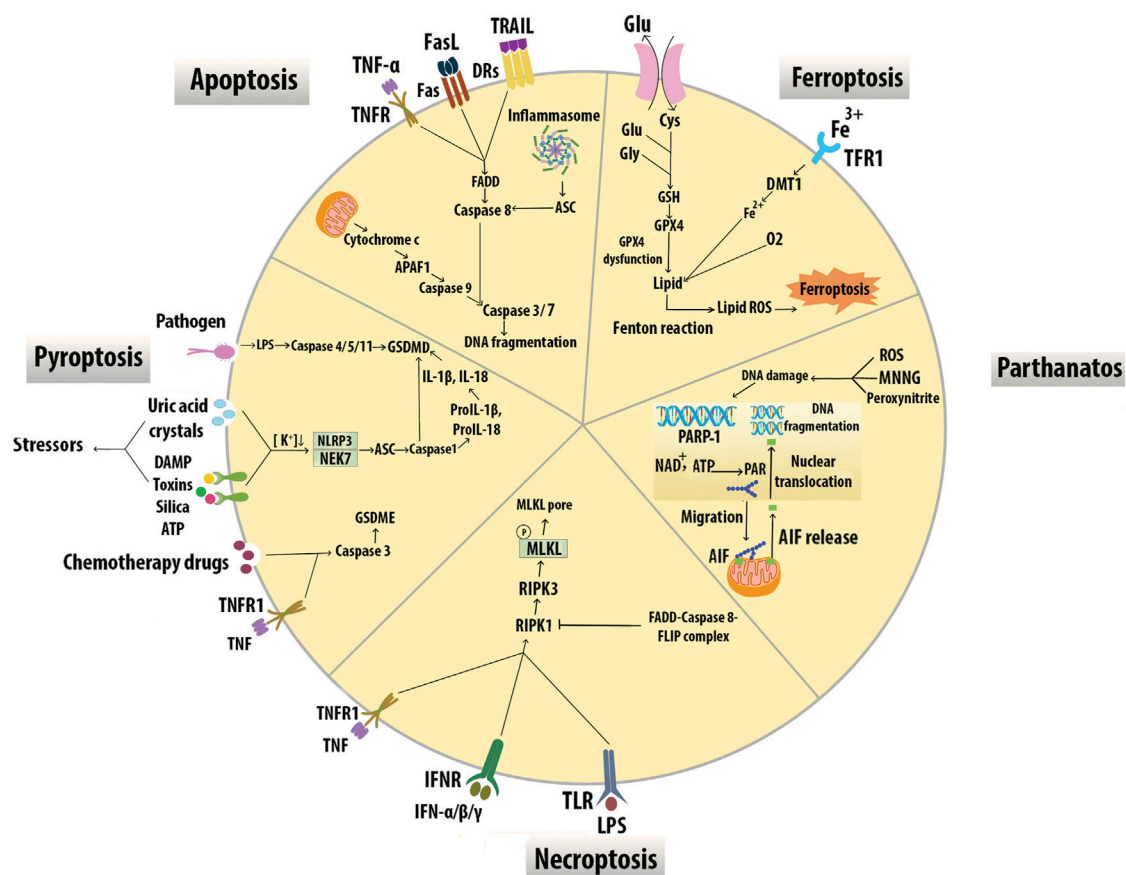 Apoptosis
TNF-α
TNFR
FasL
Fas
TRAIL
DRs
Inflammasome
FADD
Caspase 8
ASC
Cytochrome c
APAF1
Caspase 9
Caspase 3/7
DNA fragmentation
Ferroptosis
Glu
Cys
Glu
Gly
GSH
GPX4
GPX4
dysfunction
Lipid
Fe3+
TFR1
DMT1
Fe2+
O2
Fenton reaction
Lipid ROS
Ferroptosis
Parthanatos
ROS
MNNG
Peroxynitrite
DNA damage
PARP-1
DNA
fragmentation
NAD+, ATP
PAR
Nuclear
translocation
Migration
AIF
AIF release
Pyroptosis
Pathogen
LPS
Caspase 4/5/11
GSDMD
IL-1β, IL-18
ProIL-1β,
ProIL-18
Uric acid
crystals
Stressors
DAMP
Toxins
Silica
ATP
[ K+]↓
NLRP3
NEK7
ASC
Caspase1
GSDME
Caspase 3
Chemotherapy drugs
TNFR1
TNF
MLKL pore
P
MLKL
RIPK3
RIPK1
FADD-Caspase 8-
FLIP complex
TNFR1
TNF
IFNR
IFN-α/β/γ
TLR
LPS
Necroptosis